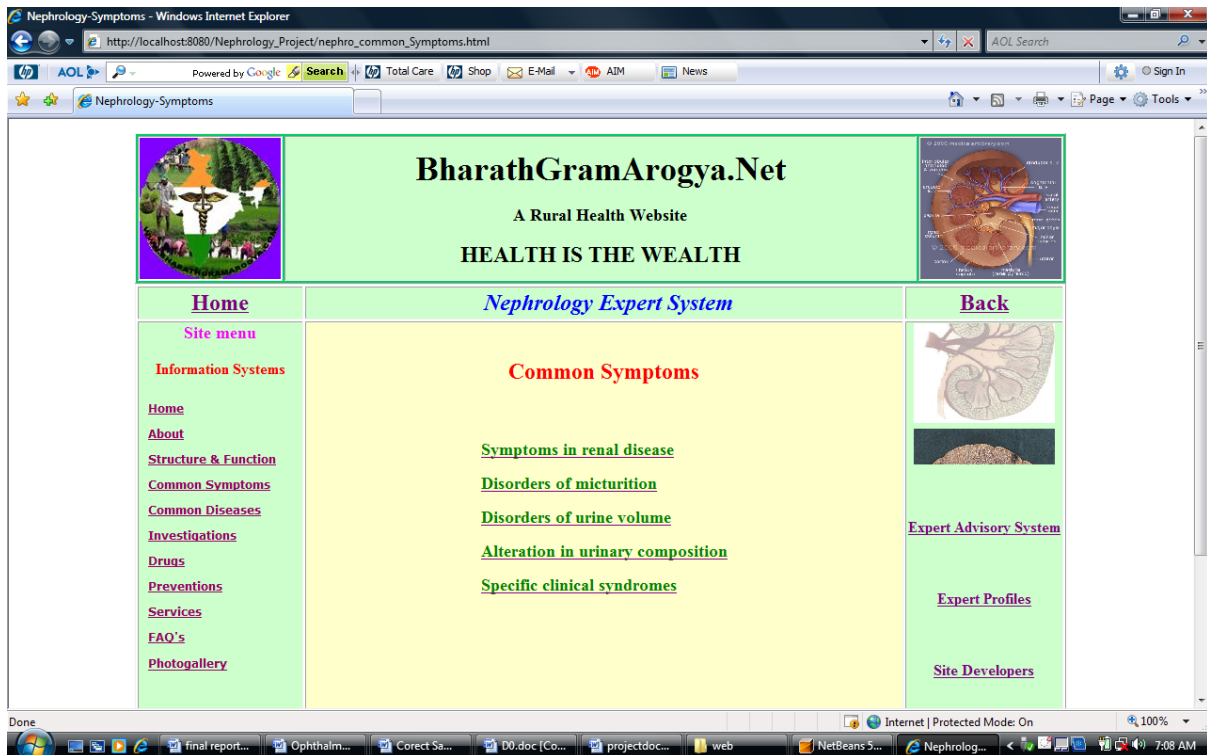 Nephrology-Symptoms - Windows Internet Explorer
http://localhost:8080/Nephrology_Project/nephro_common_Symptoms.html
AOL Search
AOL
Powered by Google
Search
Total Care
Shop
E-Mail
AIM
News
Sign In
Nephrology-Symptoms
Page
Tools
BharathGramArogya.Net
A Rural Health Website
HEALTH IS THE WEALTH
Home
Nephrology Expert System
Back
Site menu
Information Systems
Home
About
Structure & Function
Common Symptoms
Common Diseases
Investigations
Drugs
Preventions
Services
FAQ's
Photogallery
Common Symptoms
Symptoms in renal disease
Disorders of micturition
Disorders of urine volume
Alteration in urinary composition
Specific clinical syndromes
Expert Advisory System
Expert Profiles
Site Developers
Done
Internet | Protected Mode: On
100%
final report...
Ophthalm...
Corect Sa...
D0.doc [Co...
projectdoc...
web
NetBeans 5...
Nephrolog...
7:08 AM